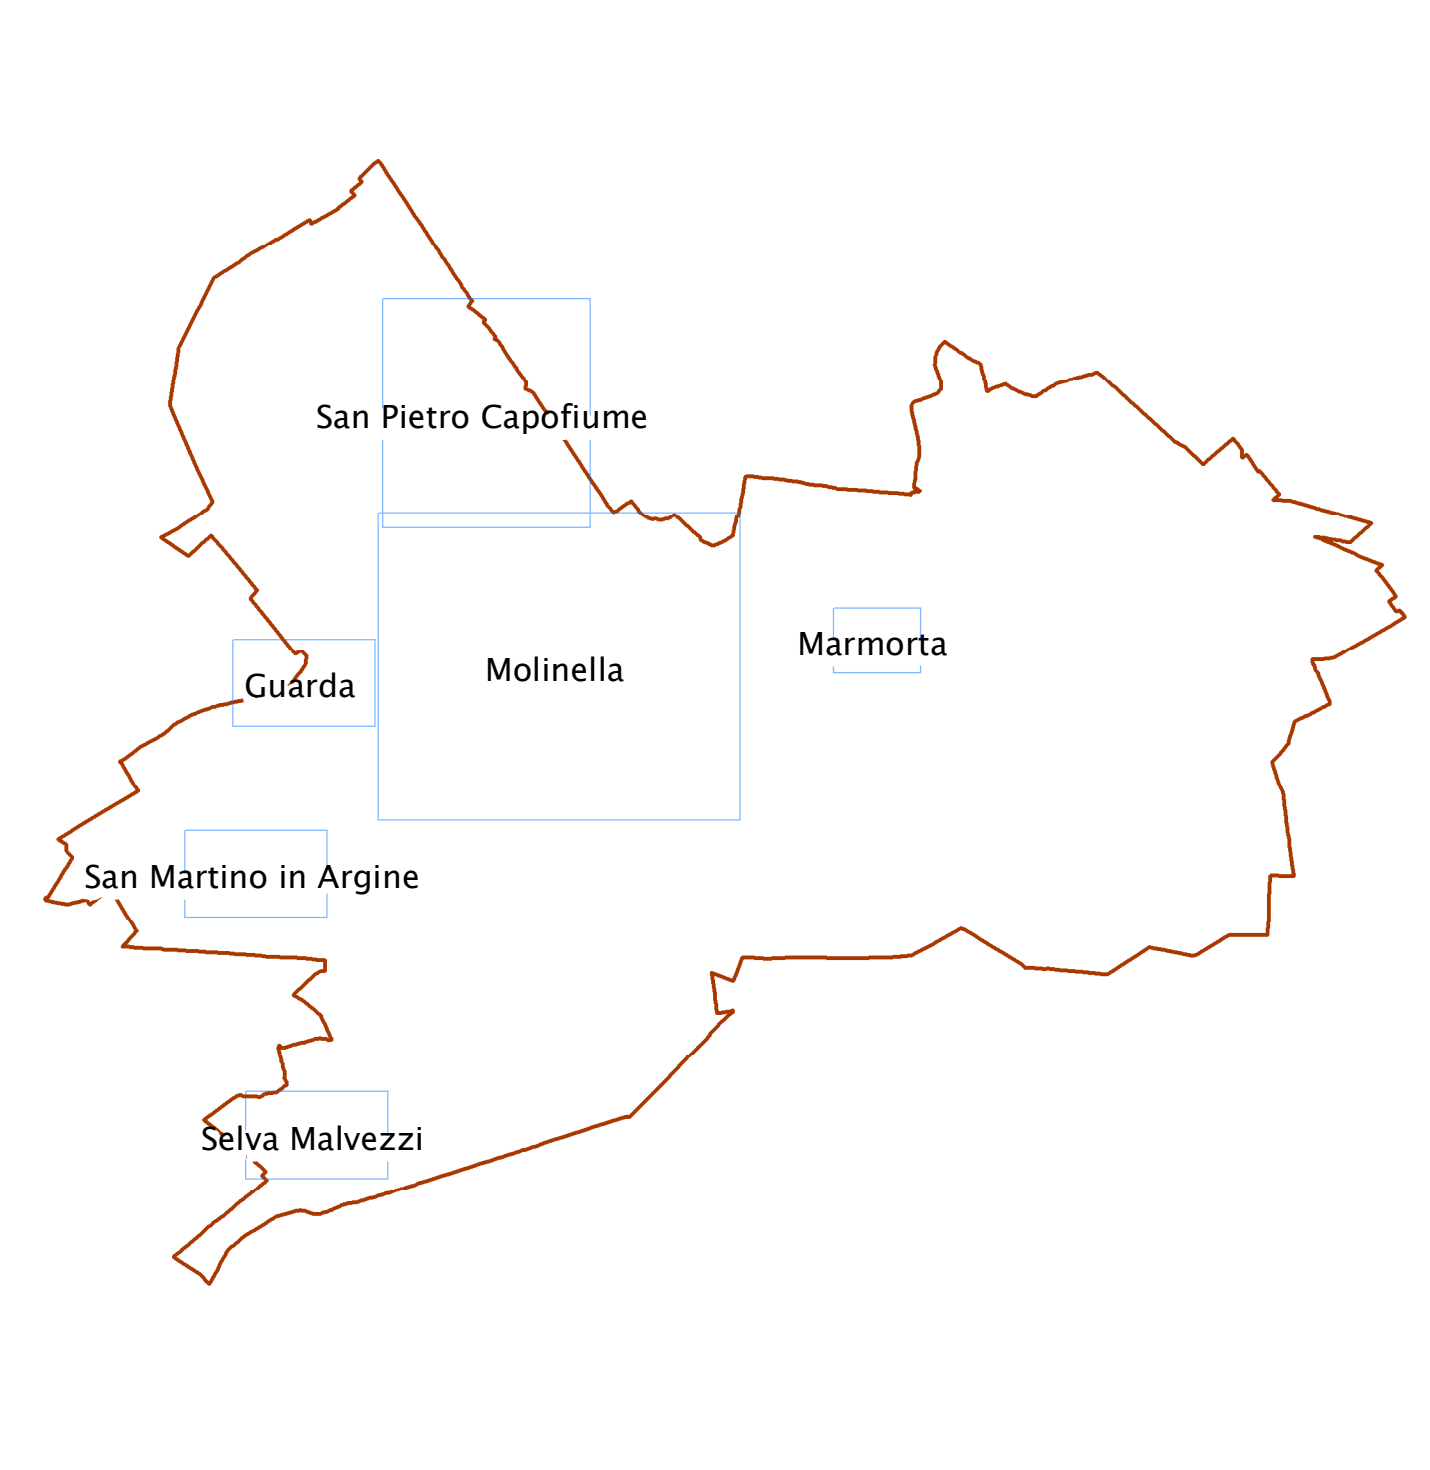 San Pietro Capofiume
Marmorta
Molinella
Guarda
San Martino in Argine
Selva Malvezzi